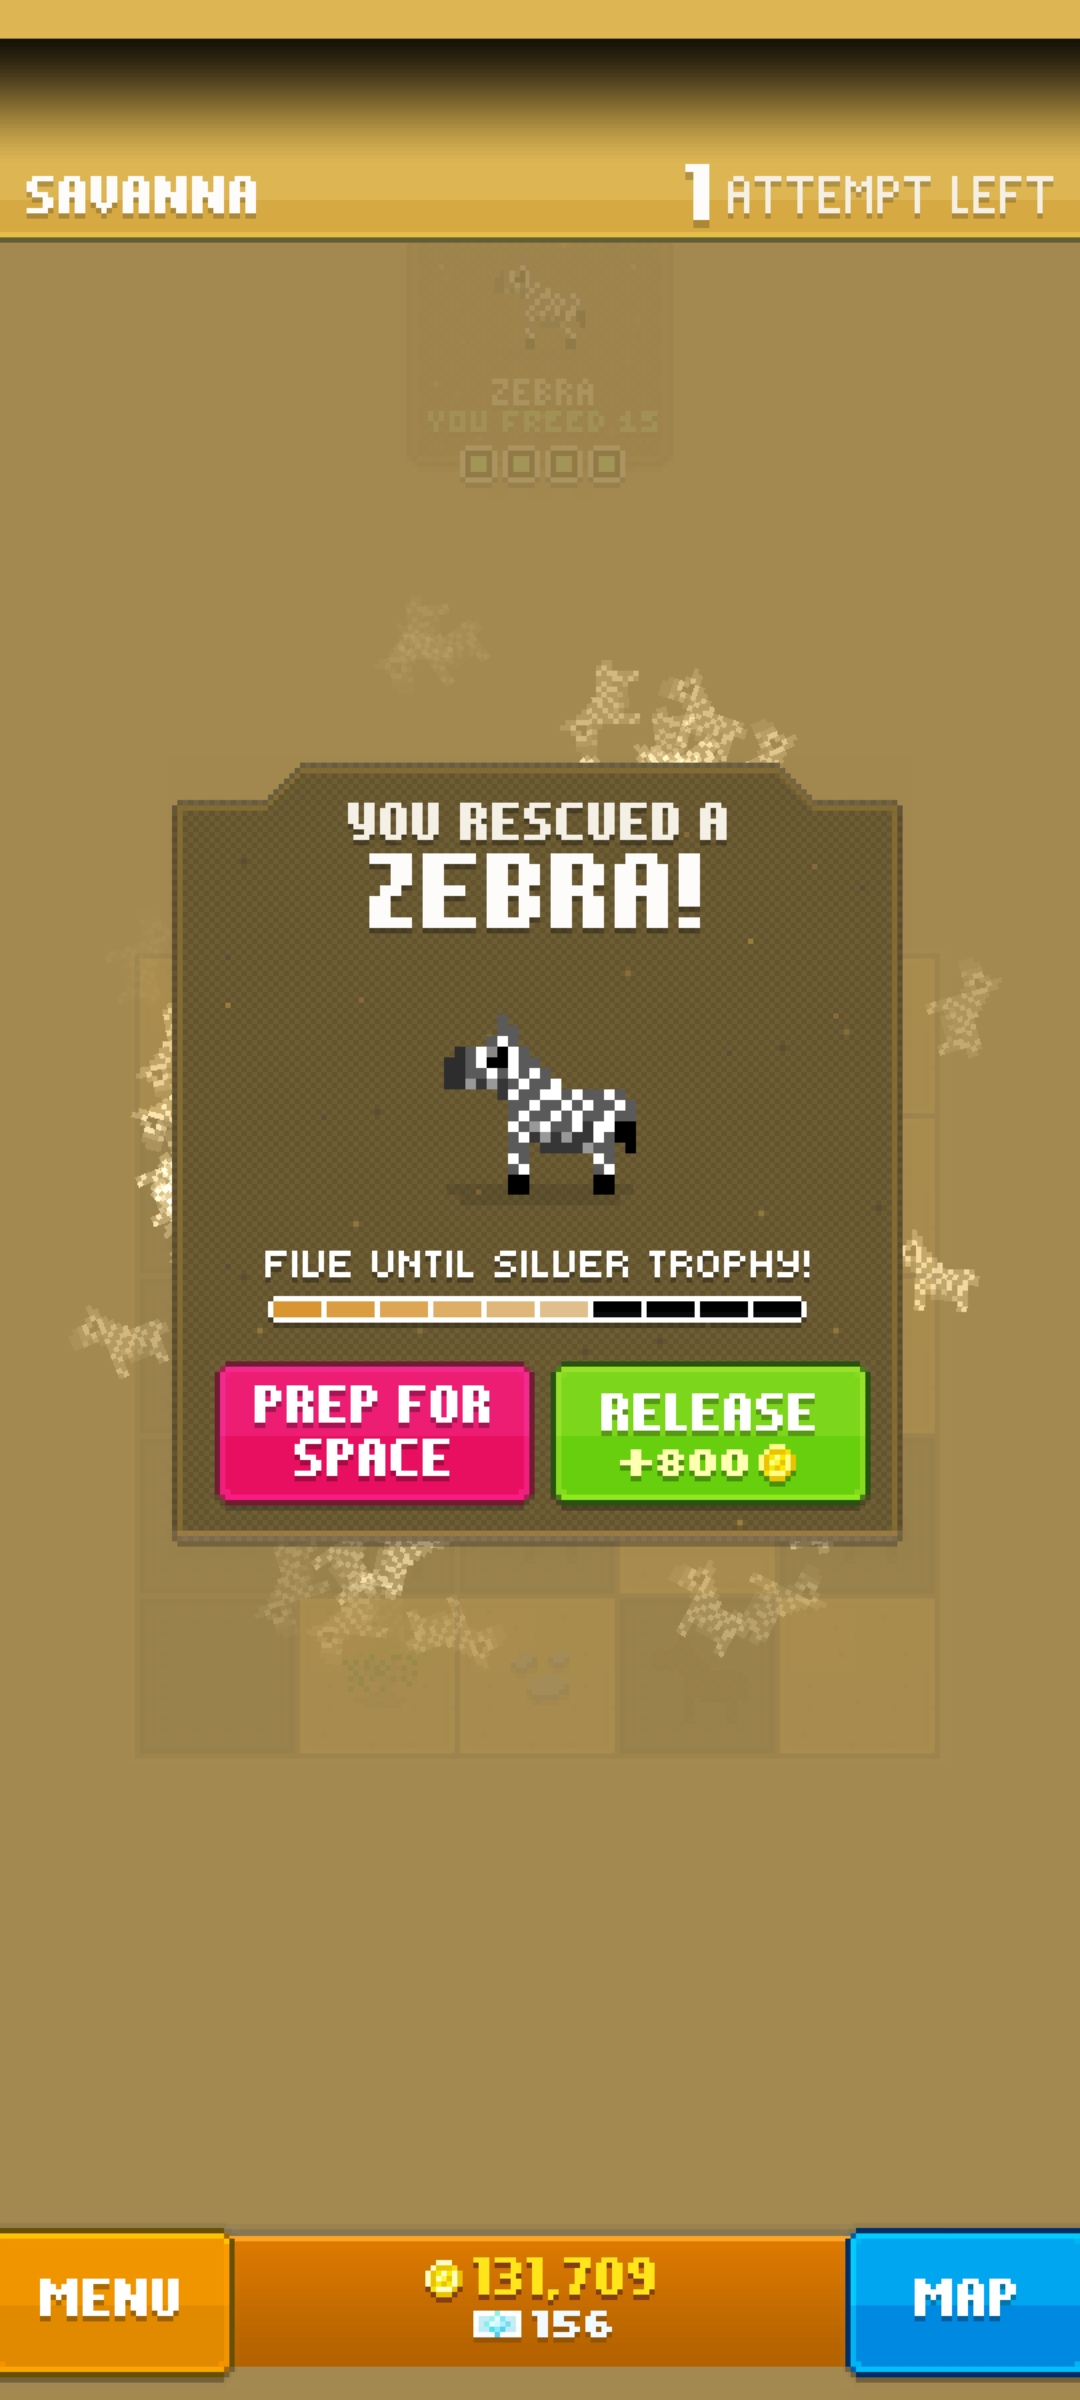 SAVANNA
1 ATTEMPT LEFT
ZEBRA
YOU FREED 15
YOU RESCUED A
ZEBRA!
FIVE UNTIL SILVER TROPHY!
PREP FOR
SPACE
RELEASE
+800
MENU
131,709
156
MAP